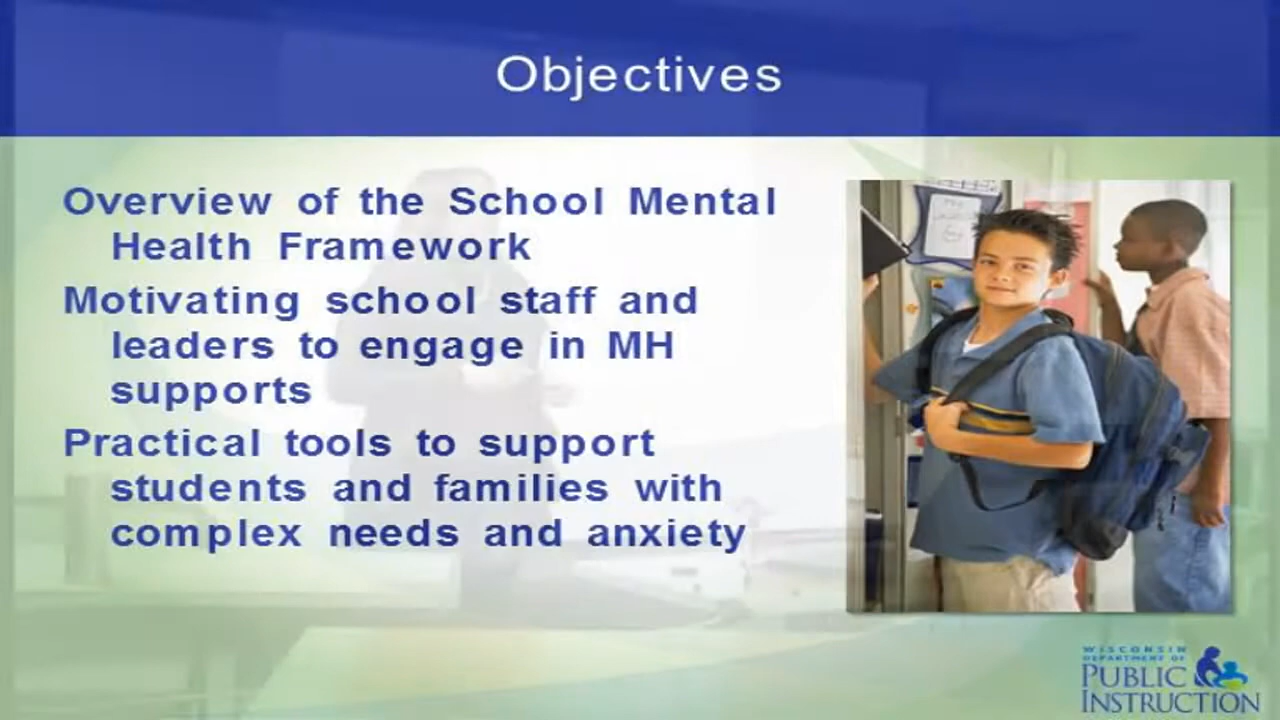 Objectives
Overview of the School Mental
Health Framework
Motivating school staff and
leaders to engage in MH
supports
Practical tools to support
students and families with
complex needs and anxiety
WISCONSIN
DEPARTMENT OF
PUBLIC
INSTRUCTION